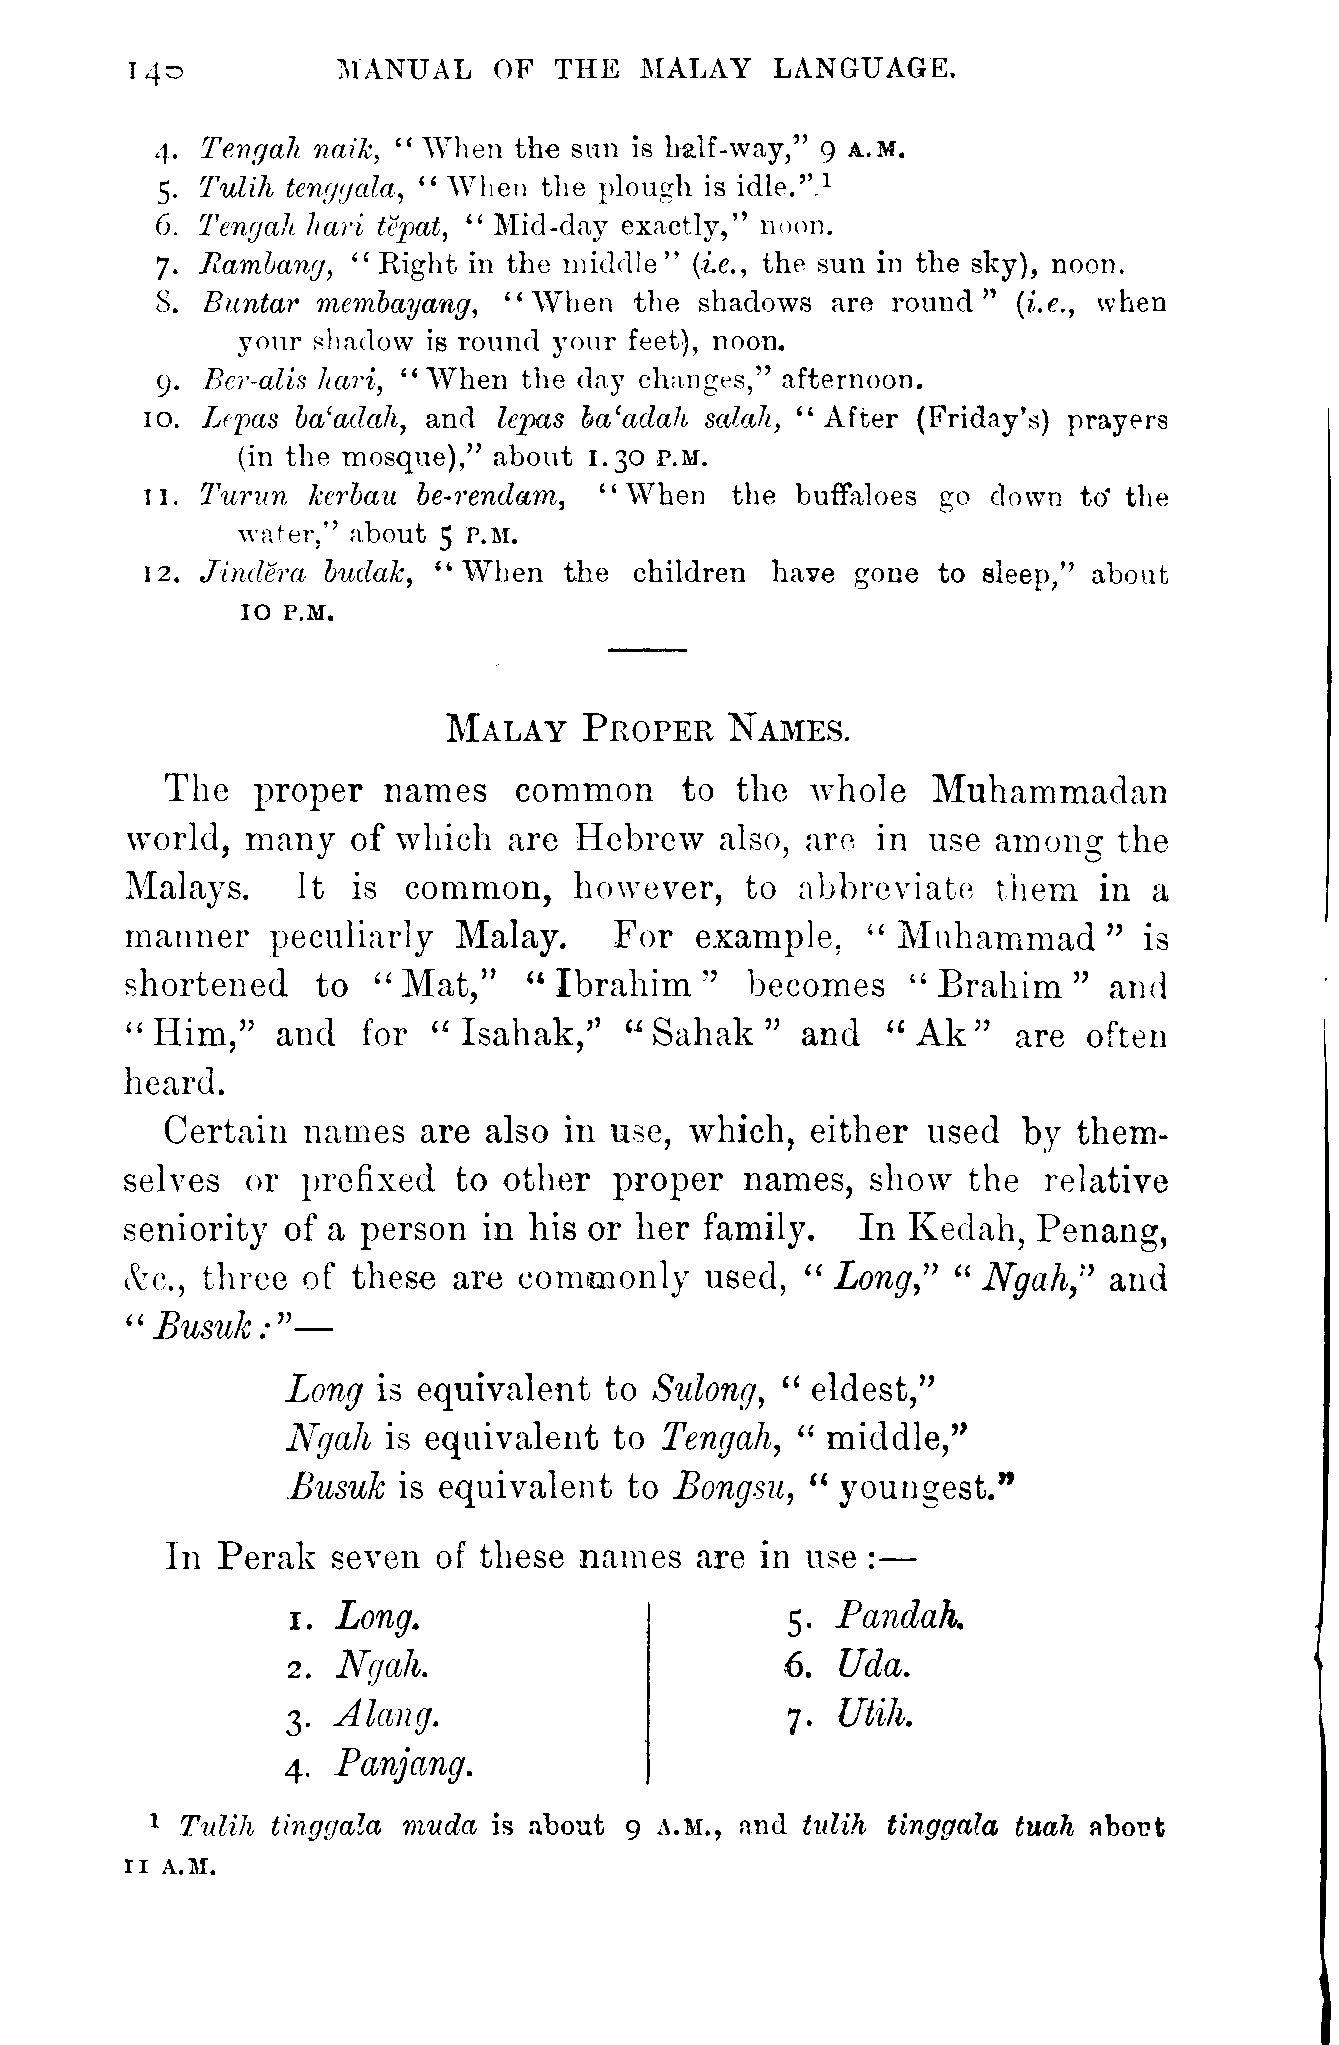 140 MANUAL OF THE MALAY LANGUAGE.
4. Tengah naik, “When the sun is half-way,” 9 A.M.
5. Tulih tenggala, “When the plough is idle.”.¹
6. Tengah hari tĕpat, “Mid-day exactly,” noon.
7. Rambang, “Right in the middle” (i.e., the sun in the sky), noon.
8. Buntar membayang, “When the shadows are round” (i.e., when
your shadow is round your feet), noon.
9. Ber-alis hari, “When the day changes,” afternoon.
10. Lepas ba‘adah, and lepas ba‘adah salah, “After (Friday’s) prayers
(in the mosque),” about 1.30 P.M.
11. Turun kerbau be-rendam, “When the buffaloes go down to the
water,” about 5 P.M.
12. Jindĕra budak, “When the children have gone to sleep,” about
10 P.M.
MALAY PROPER NAMES.
The proper names common to the whole Muhammadan
world, many of which are Hebrew also, are in use among the
Malays. It is common, however, to abbreviate them in a
manner peculiarly Malay. For example, “Muhammad” is
shortened to “Mat,” “Ibrahim” becomes “Brahim” and
“Him,” and for “Isahak,” “Sahak” and “Ak” are often
heard.
Certain names are also in use, which, either used by them-
selves or prefixed to other proper names, show the relative
seniority of a person in his or her family. In Kedah, Penang,
&c., three of these are commonly used, “Long,” “Ngah,” and
“Busuk:”—
Long is equivalent to Sulong, “eldest,”
Ngah is equivalent to Tengah, “middle,”
Busuk is equivalent to Bongsu, “youngest.”
In Perak seven of these names are in use:—
1. Long.
2. Ngah.
3. Alang.
4. Panjang.
5. Pandah.
6. Uda.
7. Utih.
¹ Tulih tinggala muda is about 9 A.M., and tulih tinggala tuah about
11 A.M.